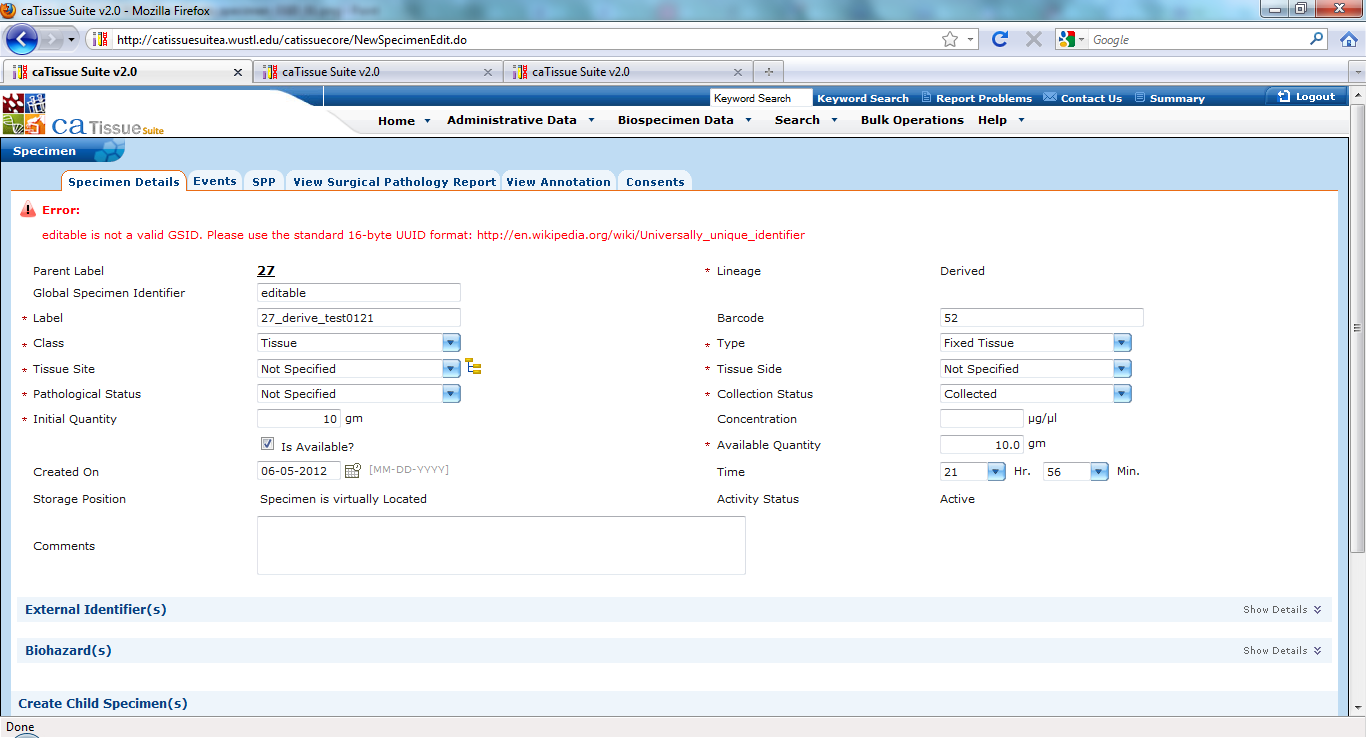 caTissue Suite v2.0 - Mozilla Firefox
http://catissuesuitea.wustl.edu/catissuecore/NewSpecimenEdit.do
Google
caTissue Suite v2.0
caTissue Suite v2.0
caTissue Suite v2.0
Keyword Search
Keyword Search
Report Problems
Contact Us
Summary
Logout
ca Tissue Suite
Home
Administrative Data
Biospecimen Data
Search
Bulk Operations
Help
Specimen
Specimen Details
Events
SPP
View Surgical Pathology Report
View Annotation
Consents
Error:
editable is not a valid GSID. Please use the standard 16-byte UUID format: http://en.wikipedia.org/wiki/Universally_unique_identifier
Parent Label 27 * Lineage Derived
Global Specimen Identifier editable
* Label 27_derive_test0121 Barcode 52
* Class Tissue * Type Fixed Tissue
* Tissue Site Not Specified * Tissue Side Not Specified
* Pathological Status Not Specified * Collection Status Collected
* Initial Quantity 10 gm Concentration µg/µl
Is Available? * Available Quantity 10.0 gm
Created On 06-05-2012 [MM-DD-YYYY] Time 21 Hr. 56 Min.
Storage Position Specimen is virtually Located Activity Status Active
Comments
External Identifier(s) Show Details
Biohazard(s) Show Details
Create Child Specimen(s)
Done